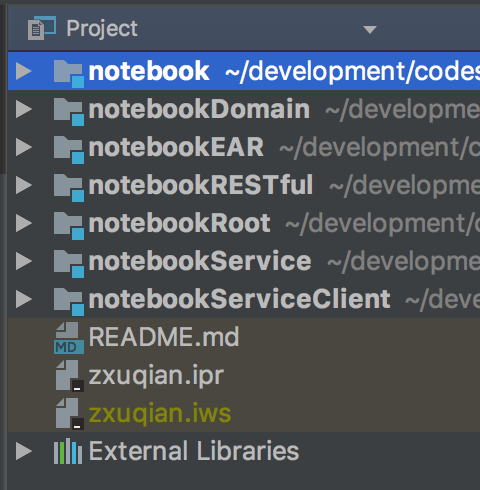 Project
notebook ~/development/codes
notebookDomain ~/developme
notebookEAR ~/development/c
notebookRESTful ~/developme
notebookRoot ~/development/c
notebookService ~/developme
notebookServiceClient ~/deve
MD README.md
zxuqian.ipr
zxuqian.iws
External Libraries